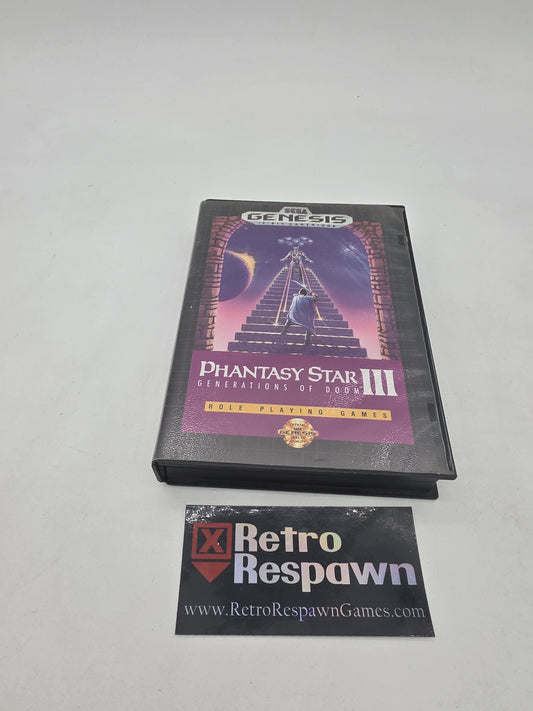 SEGA
GENESIS
16-BIT CARTRIDGE
PHANTASY STAR III
GENERATIONS OF DOOM
ROLE PLAYING GAMES
GENESIS
X Retro
Respawn
www.RetroRespawnGames.com